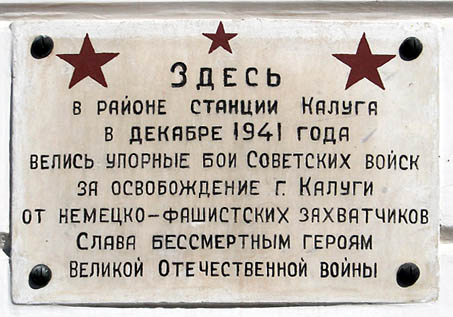 Здесь
в районе станции Калуга
в декабре 1941 года
велись упорные бои Советских войск
за освобождение г. Калуги
от немецко-фашистских захватчиков
Слава бессмертным героям
Великой Отечественной войны